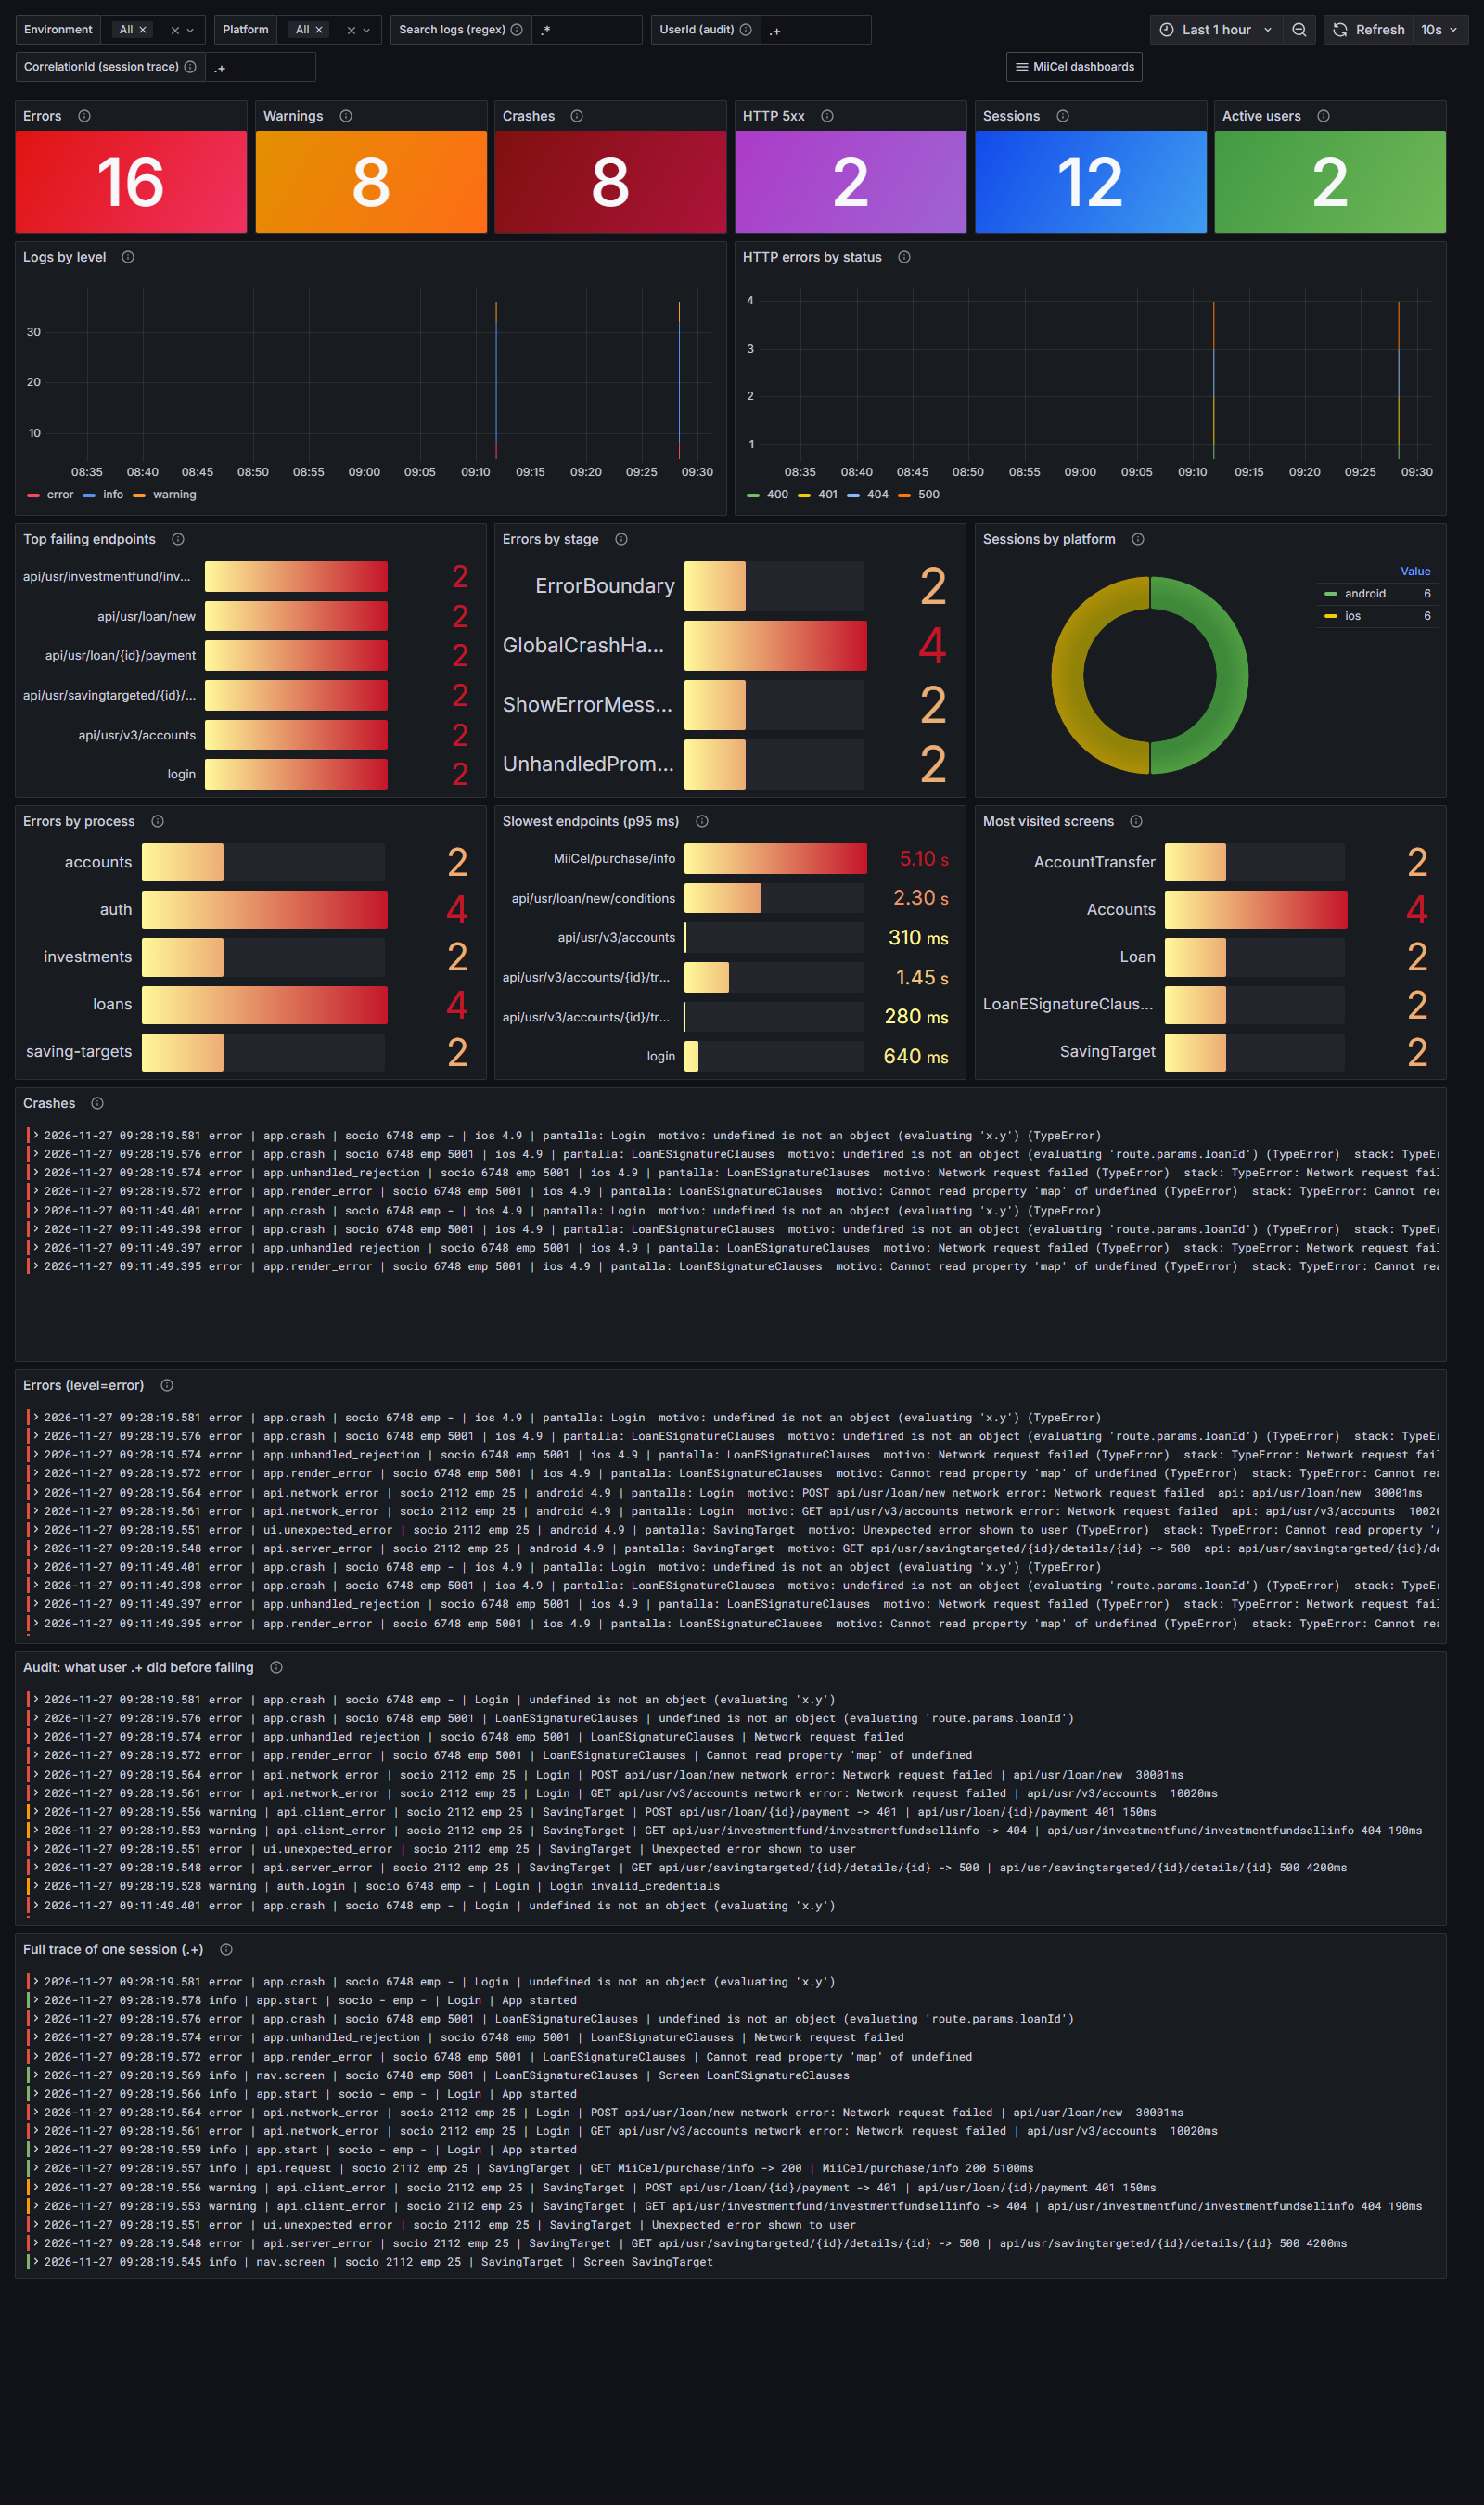 Environment All Platform All Search logs (regex) .* UserId (audit) .+ Last 1 hour Refresh 10s
CorrelationId (session trace) .+ MiiCel dashboards
Errors Warnings Crashes HTTP 5xx Sessions Active users
16 8 8 2 12 2
Logs by level
30
20
10
08:35 08:40 08:45 08:50 08:55 09:00 09:05 09:10 09:15 09:20 09:25 09:30
error info warning
HTTP errors by status
4
3
2
1
08:35 08:40 08:45 08:50 08:55 09:00 09:05 09:10 09:15 09:20 09:25 09:30
400 401 404 500
Top failing endpoints
api/usr/investmentfund/inv... 2
api/usr/loan/new 2
api/usr/loan/{id}/payment 2
api/usr/savingtargeted/{id}/... 2
api/usr/v3/accounts 2
login 2
Errors by stage
ErrorBoundary 2
GlobalCrashHa... 4
ShowErrorMess... 2
UnhandledProm... 2
Sessions by platform
Value
android 6
ios 6
Errors by process
accounts 2
auth 4
investments 2
loans 4
saving-targets 2
Slowest endpoints (p95 ms)
MiiCel/purchase/info 5.10 s
api/usr/loan/new/conditions 2.30 s
api/usr/v3/accounts 310 ms
api/usr/v3/accounts/{id}/tr... 1.45 s
api/usr/v3/accounts/{id}/tr... 280 ms
login 640 ms
Most visited screens
AccountTransfer 2
Accounts 4
Loan 2
LoanESignatureClaus... 2
SavingTarget 2
Crashes
2026-11-27 09:28:19.581 error | app.crash | socio 6748 emp - | ios 4.9 | pantalla: Login motivo: undefined is not an object (evaluating 'x.y') (TypeError)
2026-11-27 09:28:19.576 error | app.crash | socio 6748 emp 5001 | ios 4.9 | pantalla: LoanESignatureClauses motivo: undefined is not an object (evaluating 'route.params.loanId') (TypeError) stack: TypeE
2026-11-27 09:28:19.574 error | app.unhandled_rejection | socio 6748 emp 5001 | ios 4.9 | pantalla: LoanESignatureClauses motivo: Network request failed (TypeError) stack: TypeError: Network request fai
2026-11-27 09:28:19.572 error | app.render_error | socio 6748 emp 5001 | ios 4.9 | pantalla: LoanESignatureClauses motivo: Cannot read property 'map' of undefined (TypeError) stack: TypeError: Cannot rea
2026-11-27 09:11:49.401 error | app.crash | socio 6748 emp - | ios 4.9 | pantalla: Login motivo: undefined is not an object (evaluating 'x.y') (TypeError)
2026-11-27 09:11:49.398 error | app.crash | socio 6748 emp 5001 | ios 4.9 | pantalla: LoanESignatureClauses motivo: undefined is not an object (evaluating 'route.params.loanId') (TypeError) stack: TypeE
2026-11-27 09:11:49.397 error | app.unhandled_rejection | socio 6748 emp 5001 | ios 4.9 | pantalla: LoanESignatureClauses motivo: Network request failed (TypeError) stack: TypeError: Network request fai
2026-11-27 09:11:49.395 error | app.render_error | socio 6748 emp 5001 | ios 4.9 | pantalla: LoanESignatureClauses motivo: Cannot read property 'map' of undefined (TypeError) stack: TypeError: Cannot rea
Errors (level=error)
2026-11-27 09:28:19.581 error | app.crash | socio 6748 emp - | ios 4.9 | pantalla: Login motivo: undefined is not an object (evaluating 'x.y') (TypeError)
2026-11-27 09:28:19.576 error | app.crash | socio 6748 emp 5001 | ios 4.9 | pantalla: LoanESignatureClauses motivo: undefined is not an object (evaluating 'route.params.loanId') (TypeError) stack: TypeE
2026-11-27 09:28:19.574 error | app.unhandled_rejection | socio 6748 emp 5001 | ios 4.9 | pantalla: LoanESignatureClauses motivo: Network request failed (TypeError) stack: TypeError: Network request fai
2026-11-27 09:28:19.572 error | app.render_error | socio 6748 emp 5001 | ios 4.9 | pantalla: LoanESignatureClauses motivo: Cannot read property 'map' of undefined (TypeError) stack: TypeError: Cannot rea
2026-11-27 09:28:19.564 error | api.network_error | socio 2112 emp 25 | android 4.9 | pantalla: Login motivo: POST api/usr/loan/new network error: Network request failed api: api/usr/loan/new 30001ms
2026-11-27 09:28:19.561 error | api.network_error | socio 2112 emp 25 | android 4.9 | pantalla: Login motivo: GET api/usr/v3/accounts network error: Network request failed api: api/usr/v3/accounts 1002
2026-11-27 09:28:19.551 error | ui.unexpected_error | socio 2112 emp 25 | android 4.9 | pantalla: SavingTarget motivo: Unexpected error shown to user (TypeError) stack: TypeError: Cannot read property '
2026-11-27 09:28:19.548 error | api.server_error | socio 2112 emp 25 | android 4.9 | pantalla: SavingTarget motivo: GET api/usr/savingtargeted/{id}/details/{id} -> 500 api: api/usr/savingtargeted/{id}/de
2026-11-27 09:11:49.401 error | app.crash | socio 6748 emp - | ios 4.9 | pantalla: Login motivo: undefined is not an object (evaluating 'x.y') (TypeError)
2026-11-27 09:11:49.398 error | app.crash | socio 6748 emp 5001 | ios 4.9 | pantalla: LoanESignatureClauses motivo: undefined is not an object (evaluating 'route.params.loanId') (TypeError) stack: TypeE
2026-11-27 09:11:49.397 error | app.unhandled_rejection | socio 6748 emp 5001 | ios 4.9 | pantalla: LoanESignatureClauses motivo: Network request failed (TypeError) stack: TypeError: Network request fai
2026-11-27 09:11:49.395 error | app.render_error | socio 6748 emp 5001 | ios 4.9 | pantalla: LoanESignatureClauses motivo: Cannot read property 'map' of undefined (TypeError) stack: TypeError: Cannot rea
Audit: what user .+ did before failing
2026-11-27 09:28:19.581 error | app.crash | socio 6748 emp - | Login | undefined is not an object (evaluating 'x.y')
2026-11-27 09:28:19.576 error | app.crash | socio 6748 emp 5001 | LoanESignatureClauses | undefined is not an object (evaluating 'route.params.loanId')
2026-11-27 09:28:19.574 error | app.unhandled_rejection | socio 6748 emp 5001 | LoanESignatureClauses | Network request failed
2026-11-27 09:28:19.572 error | app.render_error | socio 6748 emp 5001 | LoanESignatureClauses | Cannot read property 'map' of undefined
2026-11-27 09:28:19.564 error | api.network_error | socio 2112 emp 25 | Login | POST api/usr/loan/new network error: Network request failed | api/usr/loan/new 30001ms
2026-11-27 09:28:19.561 error | api.network_error | socio 2112 emp 25 | Login | GET api/usr/v3/accounts network error: Network request failed | api/usr/v3/accounts 10020ms
2026-11-27 09:28:19.556 warning | api.client_error | socio 2112 emp 25 | SavingTarget | POST api/usr/loan/{id}/payment -> 401 | api/usr/loan/{id}/payment 401 150ms
2026-11-27 09:28:19.553 warning | api.client_error | socio 2112 emp 25 | SavingTarget | GET api/usr/investmentfund/investmentfundsellinfo -> 404 | api/usr/investmentfund/investmentfundsellinfo 404 190ms
2026-11-27 09:28:19.551 error | ui.unexpected_error | socio 2112 emp 25 | SavingTarget | Unexpected error shown to user
2026-11-27 09:28:19.548 error | api.server_error | socio 2112 emp 25 | SavingTarget | GET api/usr/savingtargeted/{id}/details/{id} -> 500 | api/usr/savingtargeted/{id}/details/{id} 500 4200ms
2026-11-27 09:28:19.528 warning | auth.login | socio 6748 emp - | Login | Login invalid_credentials
2026-11-27 09:11:49.401 error | app.crash | socio 6748 emp - | Login | undefined is not an object (evaluating 'x.y')
Full trace of one session (.+)
2026-11-27 09:28:19.581 error | app.crash | socio 6748 emp - | Login | undefined is not an object (evaluating 'x.y')
2026-11-27 09:28:19.578 info | app.start | socio - emp - | Login | App started
2026-11-27 09:28:19.576 error | app.crash | socio 6748 emp 5001 | LoanESignatureClauses | undefined is not an object (evaluating 'route.params.loanId')
2026-11-27 09:28:19.574 error | app.unhandled_rejection | socio 6748 emp 5001 | LoanESignatureClauses | Network request failed
2026-11-27 09:28:19.572 error | app.render_error | socio 6748 emp 5001 | LoanESignatureClauses | Cannot read property 'map' of undefined
2026-11-27 09:28:19.569 info | nav.screen | socio 6748 emp 5001 | LoanESignatureClauses | Screen LoanESignatureClauses
2026-11-27 09:28:19.566 info | app.start | socio - emp - | Login | App started
2026-11-27 09:28:19.564 error | api.network_error | socio 2112 emp 25 | Login | POST api/usr/loan/new network error: Network request failed | api/usr/loan/new 30001ms
2026-11-27 09:28:19.561 error | api.network_error | socio 2112 emp 25 | Login | GET api/usr/v3/accounts network error: Network request failed | api/usr/v3/accounts 10020ms
2026-11-27 09:28:19.559 info | app.start | socio - emp - | Login | App started
2026-11-27 09:28:19.557 info | api.request | socio 2112 emp 25 | SavingTarget | GET MiiCel/purchase/info -> 200 | MiiCel/purchase/info 200 5100ms
2026-11-27 09:28:19.556 warning | api.client_error | socio 2112 emp 25 | SavingTarget | POST api/usr/loan/{id}/payment -> 401 | api/usr/loan/{id}/payment 401 150ms
2026-11-27 09:28:19.553 warning | api.client_error | socio 2112 emp 25 | SavingTarget | GET api/usr/investmentfund/investmentfundsellinfo -> 404 | api/usr/investmentfund/investmentfundsellinfo 404 190ms
2026-11-27 09:28:19.551 error | ui.unexpected_error | socio 2112 emp 25 | SavingTarget | Unexpected error shown to user
2026-11-27 09:28:19.548 error | api.server_error | socio 2112 emp 25 | SavingTarget | GET api/usr/savingtargeted/{id}/details/{id} -> 500 | api/usr/savingtargeted/{id}/details/{id} 500 4200ms
2026-11-27 09:28:19.545 info | nav.screen | socio 2112 emp 25 | SavingTarget | Screen SavingTarget